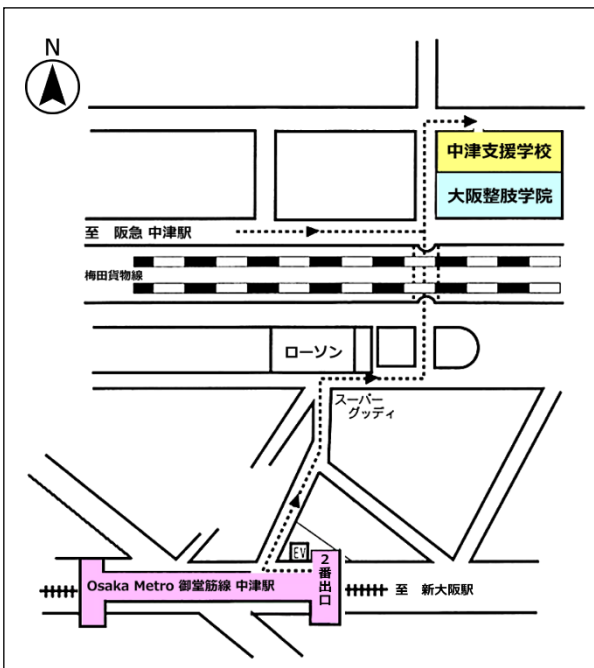 N
中津支援学校
大阪整肢学院
至　阪急 中津駅
梅田貨物線
ローソン
スーパー
グッディ
EV
2番出口
Osaka Metro 御堂筋線 中津駅
至　新大阪駅